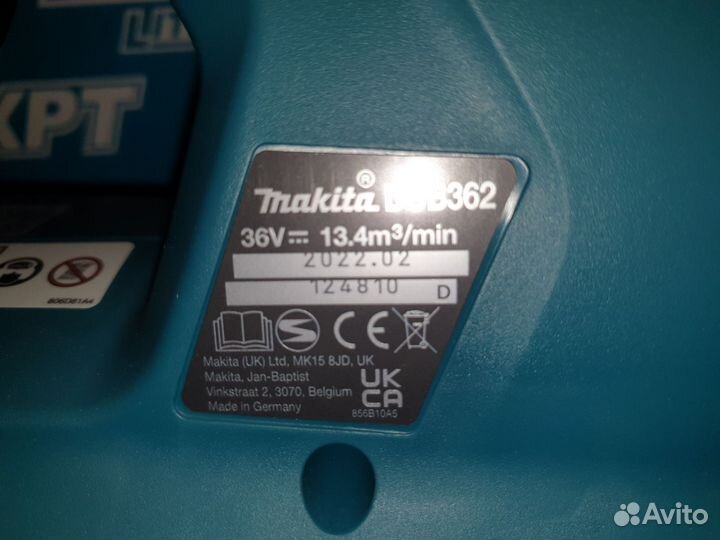 XPT
makita®
36V 13.4m³/min
2022.02
124810 D
CE
Makita (UK) Ltd, MK15 8JD, UK
Makita, Jan-Baptist
Vinkstraat 2, 3070, Belgium
Made in Germany
UK
CA
856B10A5
806D81A4
Avito